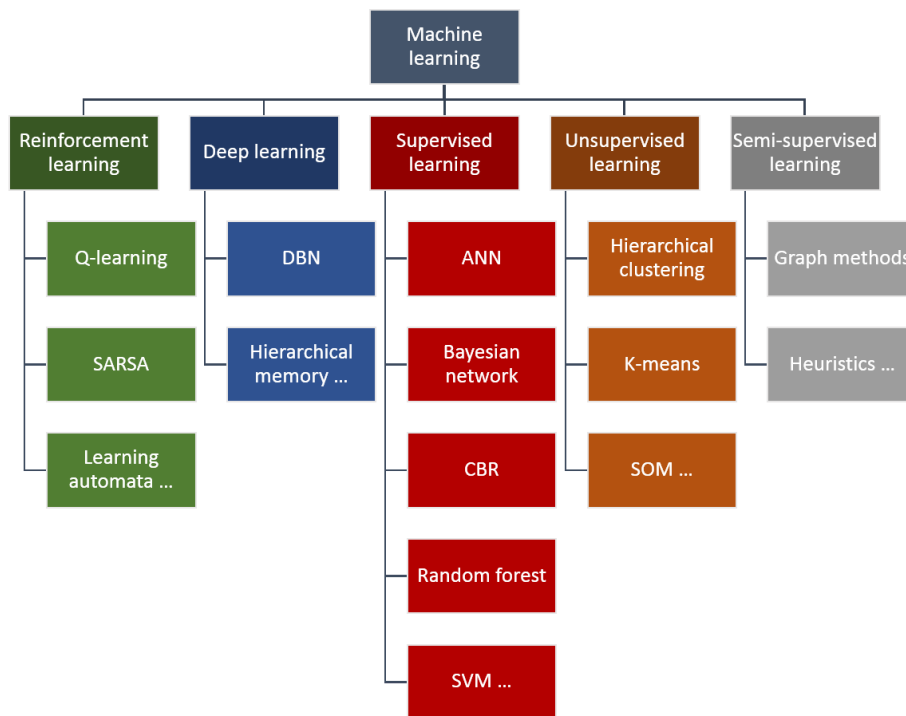 Machine
learning
Reinforcement
learning
Deep learning
Supervised
learning
Unsupervised
learning
Semi-supervised
learning
Q-learning
SARSA
Learning
automata ...
DBN
Hierarchical
memory ...
ANN
Bayesian
network
CBR
Random forest
SVM ...
Hierarchical
clustering
K-means
SOM ...
Graph methods
Heuristics ...